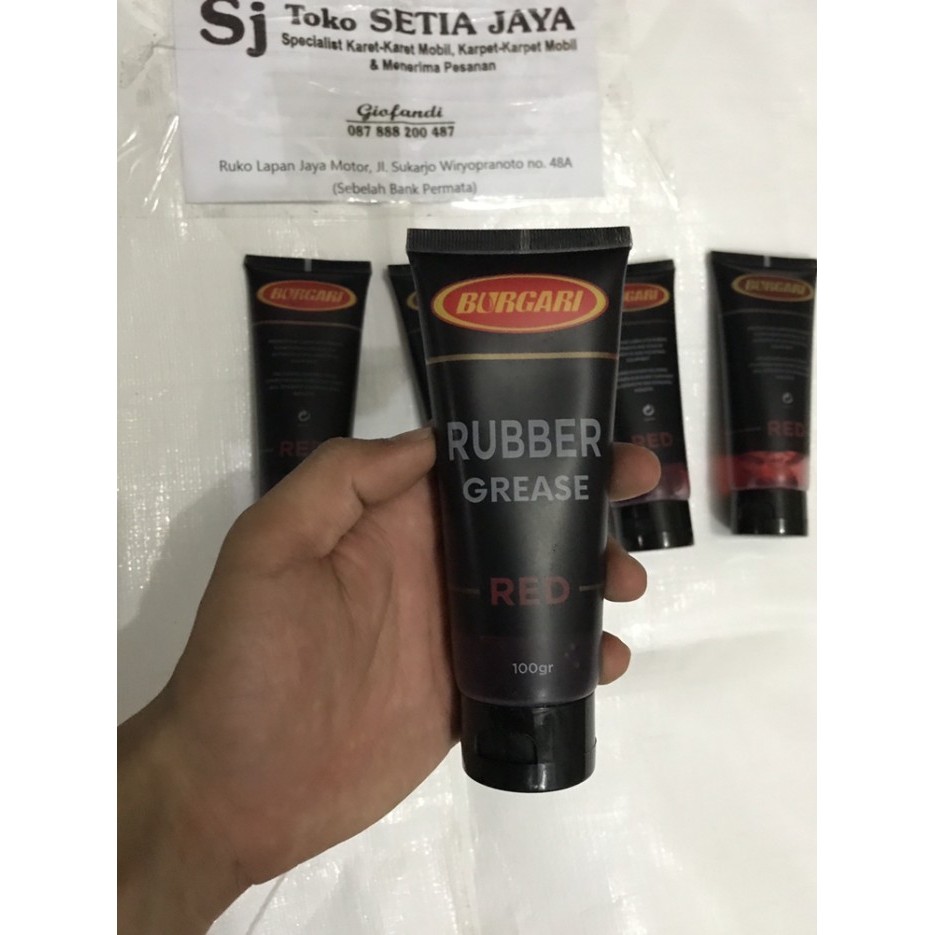 Sj Toko SETIA JAYA
Specialist Karet-Karet Mobil, Karpet-Karpet Mobil
& Menerima Pesanan
Giofandi
087 888 200 487
Ruko Lapan Jaya Motor, Jl. Sukarjo Wiryopranoto no. 48A
(Sebelah Bank Permata)
BURGARI
RUBBER
GREASE
RED
100gr
BURGARI
RED
GARI
RED
BURGARI
RED